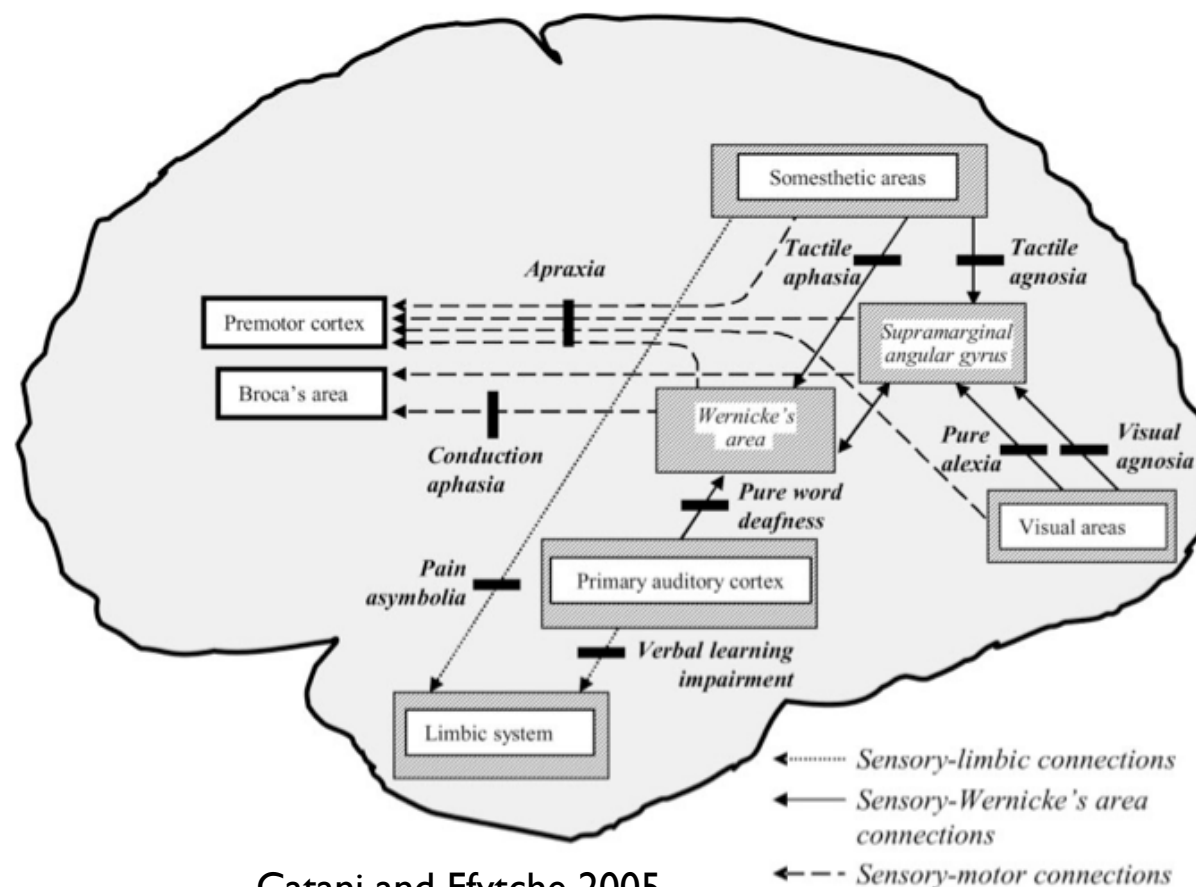 Somesthetic areas
Tactile
aphasia
Tactile
agnosia
Apraxia
Premotor cortex
Supramarginal
angular gyrus
Broca's area
Wernicke's
area
Conduction
aphasia
Pure
alexia
Visual
agnosia
Pure word
deafness
Visual areas
Pain
asymbolia
Primary auditory cortex
Verbal learning
impairment
Limbic system
Sensory-limbic connections
Sensory-Wernicke's area
connections
Sensory-motor connections
Catani and Ffytche 2005